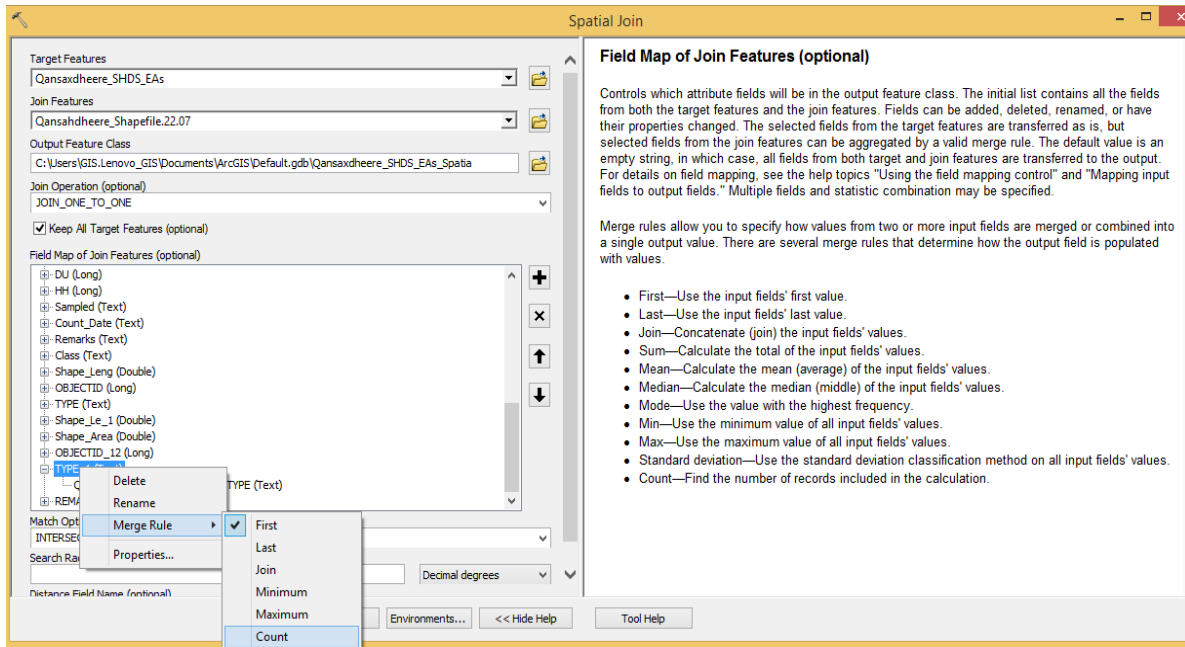 Spatial Join
Target Features
Qansaxdheere_SHDS_EAs
Join Features
Qansahdheere_Shapefile.22.07
Output Feature Class
C:\Users\GIS.Lenovo_GIS\Documents\ArcGIS\Default.gdb\Qansaxdheere_SHDS_EAs_Spatia
Join Operation (optional)
JOIN_ONE_TO_ONE
Keep All Target Features (optional)
Field Map of Join Features (optional)
DU (Long)
HH (Long)
Sampled (Text)
Count_Date (Text)
Remarks (Text)
Class (Text)
Shape_Leng (Double)
OBJECTID (Long)
TYPE (Text)
Shape_Le_1 (Double)
Shape_Area (Double)
OBJECTID_12 (Long)
TYPE
TYPE (Text)
REMA
Delete
Rename
Merge Rule
Properties...
First
Last
Join
Minimum
Maximum
Count
Match Opt
INTERSEC
Search Ra
Decimal degrees
Distance Field Name (optional)
Environments...
<< Hide Help
Tool Help
Field Map of Join Features (optional)
Controls which attribute fields will be in the output feature class. The initial list contains all the fields
from both the target features and the join features. Fields can be added, deleted, renamed, or have
their properties changed. The selected fields from the target features are transferred as is, but
selected fields from the join features can be aggregated by a valid merge rule. The default value is an
empty string, in which case, all fields from both target and join features are transferred to the output.
For details on field mapping, see the help topics "Using the field mapping control" and "Mapping input
fields to output fields." Multiple fields and statistic combination may be specified.
Merge rules allow you to specify how values from two or more input fields are merged or combined into
a single output value. There are several merge rules that determine how the output field is populated
with values.
• First—Use the input fields' first value.
• Last—Use the input fields' last value.
• Join—Concatenate (join) the input fields' values.
• Sum—Calculate the total of the input fields' values.
• Mean—Calculate the mean (average) of the input fields' values.
• Median—Calculate the median (middle) of the input fields' values.
• Mode—Use the value with the highest frequency.
• Min—Use the minimum value of all input fields' values.
• Max—Use the maximum value of all input fields' values.
• Standard deviation—Use the standard deviation classification method on all input fields' values.
• Count—Find the number of records included in the calculation.